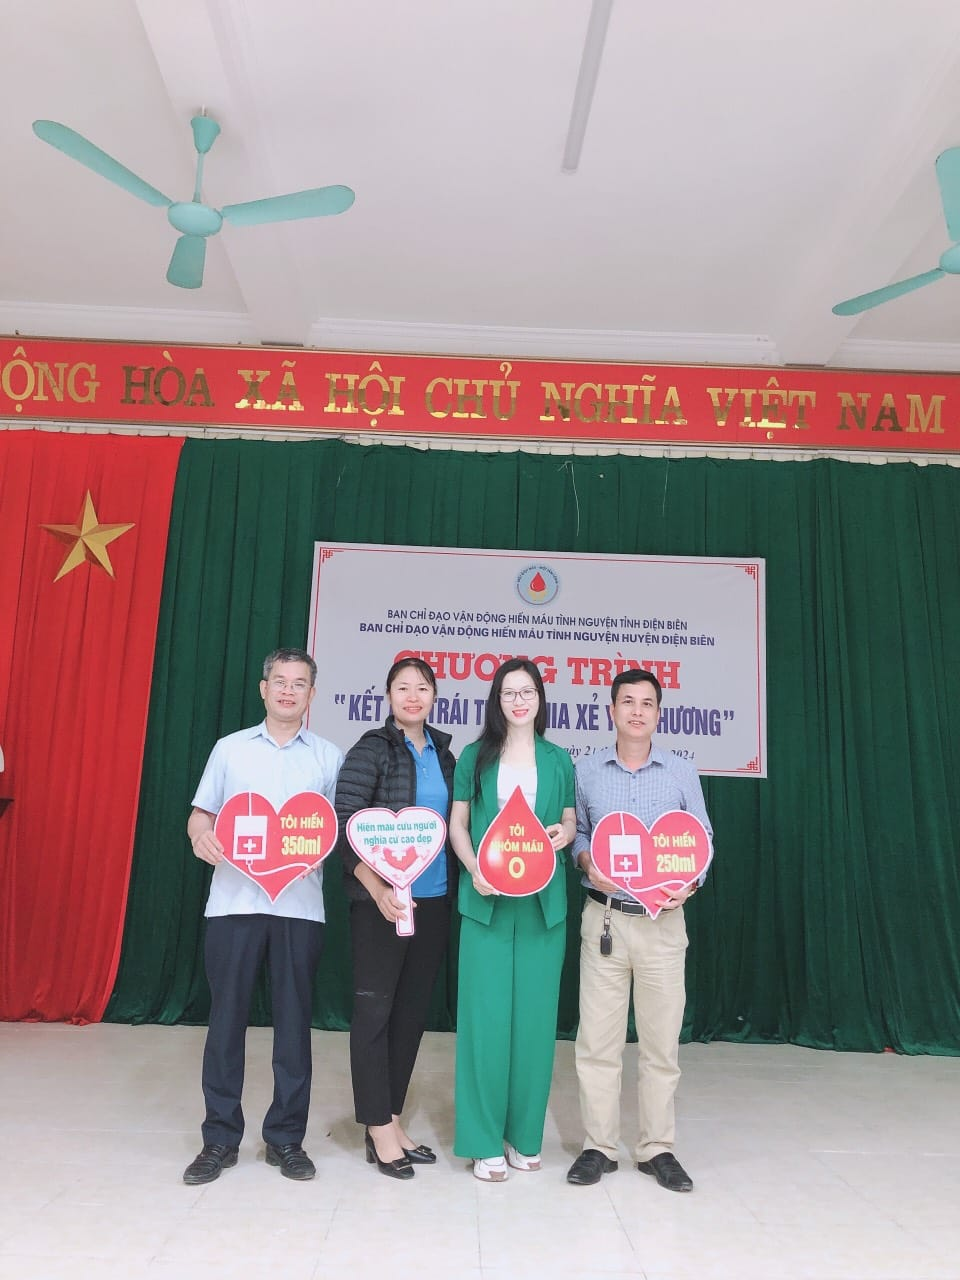 ỘNG HÒA XÃ HỘI CHỦ NGHĨA VIỆT NAM
BAN CHỈ ĐẠO VẬN ĐỘNG HIẾN MÁU TÌNH NGUYỆN TỈNH ĐIỆN BIÊN
BAN CHỈ ĐẠO VẬN ĐỘNG HIẾN MÁU TÌNH NGUYỆN HUYỆN ĐIỆN BIÊN
CHƯƠNG TRÌNH
"KẾT TRÁI XẺ HƯƠNG"
2024
TÔI HIẾN
350ml
Hiến máu cứu người
nghĩa cử cao đẹp
TÔI
NHÓM MÁU
O
TÔI HIẾN
250ml